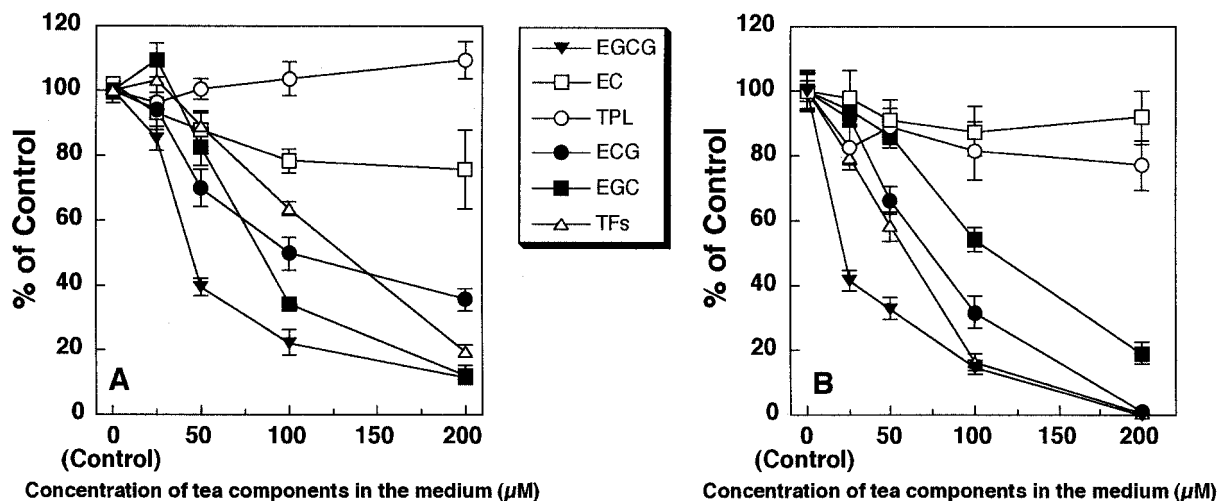 % of Control
120
100
80
60
40
20
0
A
0 50 100 150 200
(Control)
Concentration of tea components in the medium (µM)
EGCG
EC
TPL
ECG
EGC
TFs
% of Control
120
100
80
60
40
20
0
B
0 50 100 150 200
(Control)
Concentration of tea components in the medium (µM)